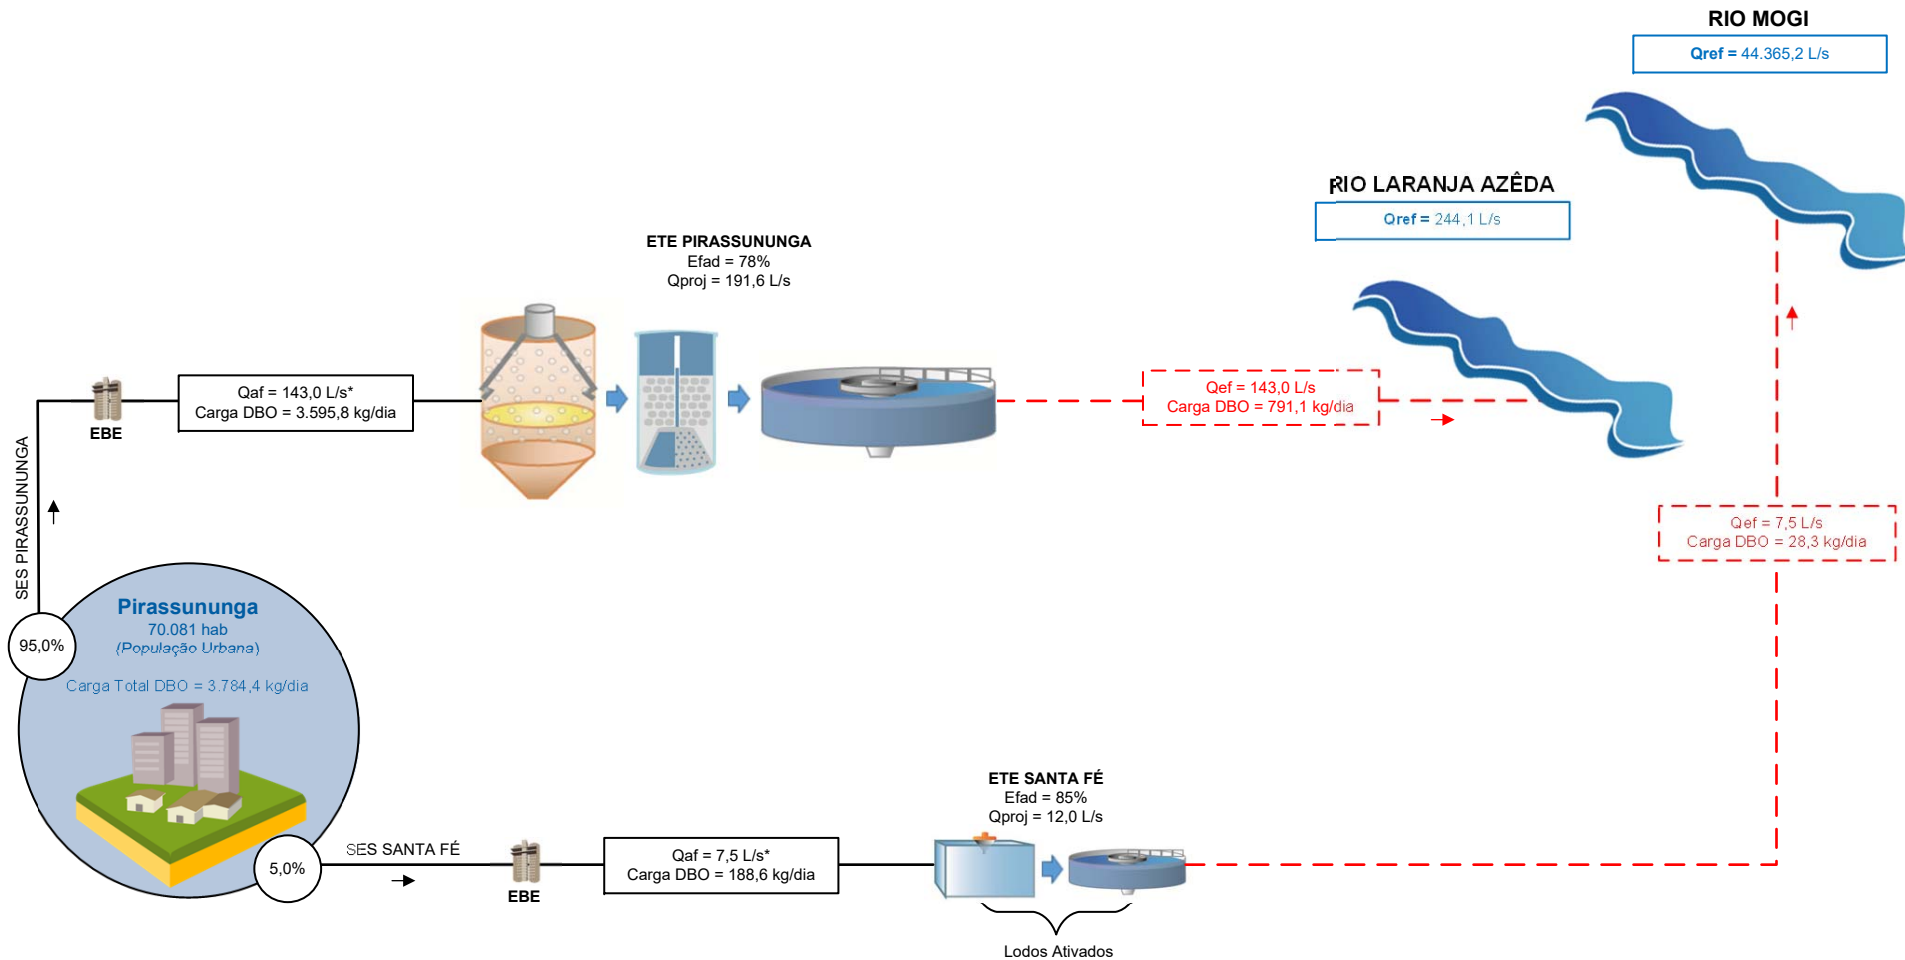 RIO MOGI
Qref = 44.365,2 L/s
RIO LARANJA AZÊDA
Qref = 244,1 L/s
ETE PIRASSUNUNGA
Efad = 78%
Qproj = 191,6 L/s
Qaf = 143,0 L/s*
Carga DBO = 3.595,8 kg/dia
EBE
Qef = 143,0 L/s
Carga DBO = 791,1 kg/dia
SES PIRASSUNUNGA
Qef = 7,5 L/s
Carga DBO = 28,3 kg/dia
95,0%
Pirassununga
70.081 hab
(População Urbana)
Carga Total DBO = 3.784,4 kg/dia
5,0%
SES SANTA FÉ
EBE
Qaf = 7,5 L/s*
Carga DBO = 188,6 kg/dia
ETE SANTA FÉ
Efad = 85%
Qproj = 12,0 L/s
Lodos Ativados